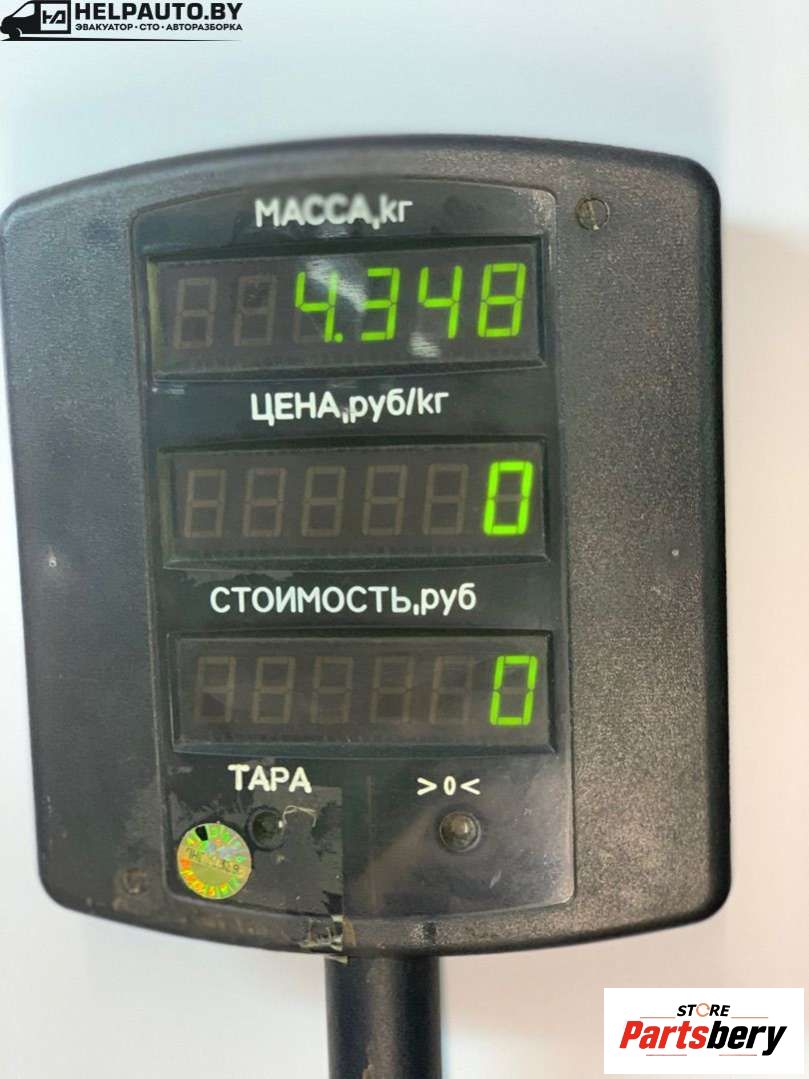 HELPAUTO.BY
ЭВАКУАТОР • СТО • АВТОРАЗБОРКА
МАССА,кг
4.348
ЦЕНА,руб/кг
0
СТОИМОСТЬ,руб
0
ТАРА >0<
STORE
Partsbery